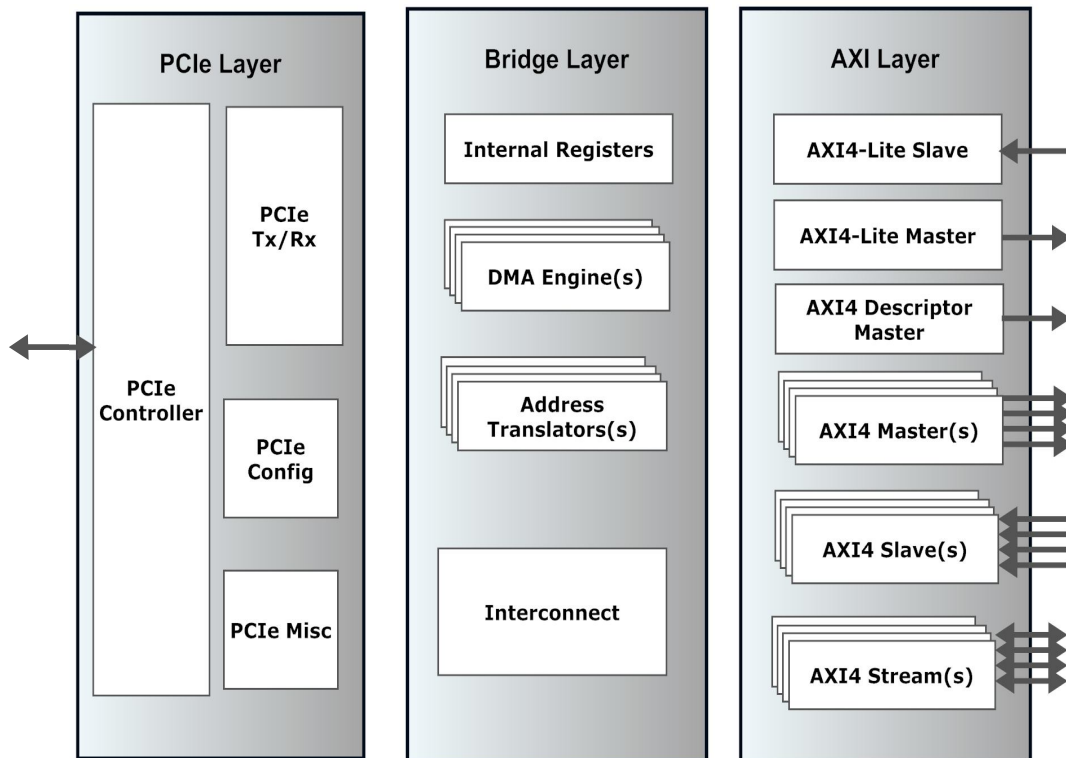 PCIe Layer
PCIe
Controller
PCIe
Tx/Rx
PCIe
Config
PCIe Misc
Bridge Layer
Internal Registers
DMA Engine(s)
Address
Translators(s)
Interconnect
AXI Layer
AXI4-Lite Slave
AXI4-Lite Master
AXI4 Descriptor
Master
AXI4 Master(s)
AXI4 Slave(s)
AXI4 Stream(s)